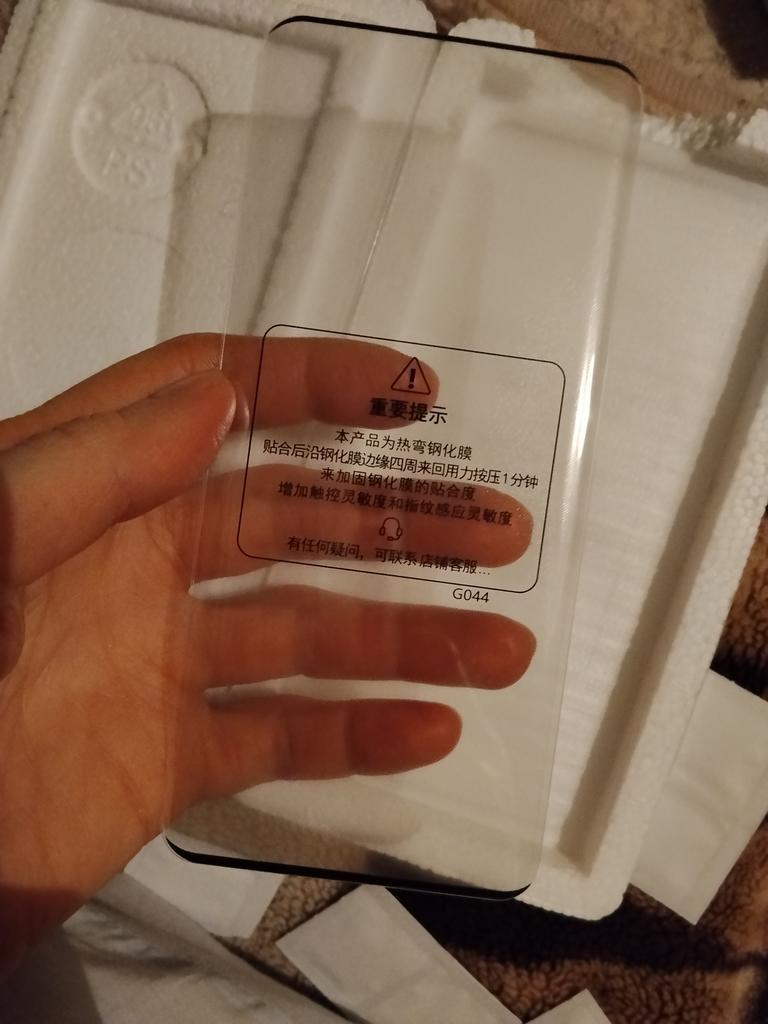 PS
重要提示
本产品为热弯钢化膜
贴合后沿钢化膜边缘四周来回用力按压1分钟
来加固钢化膜的贴合度
增加触控灵敏度和指纹感应灵敏度
有任何疑问，可联系店铺客服...
G044